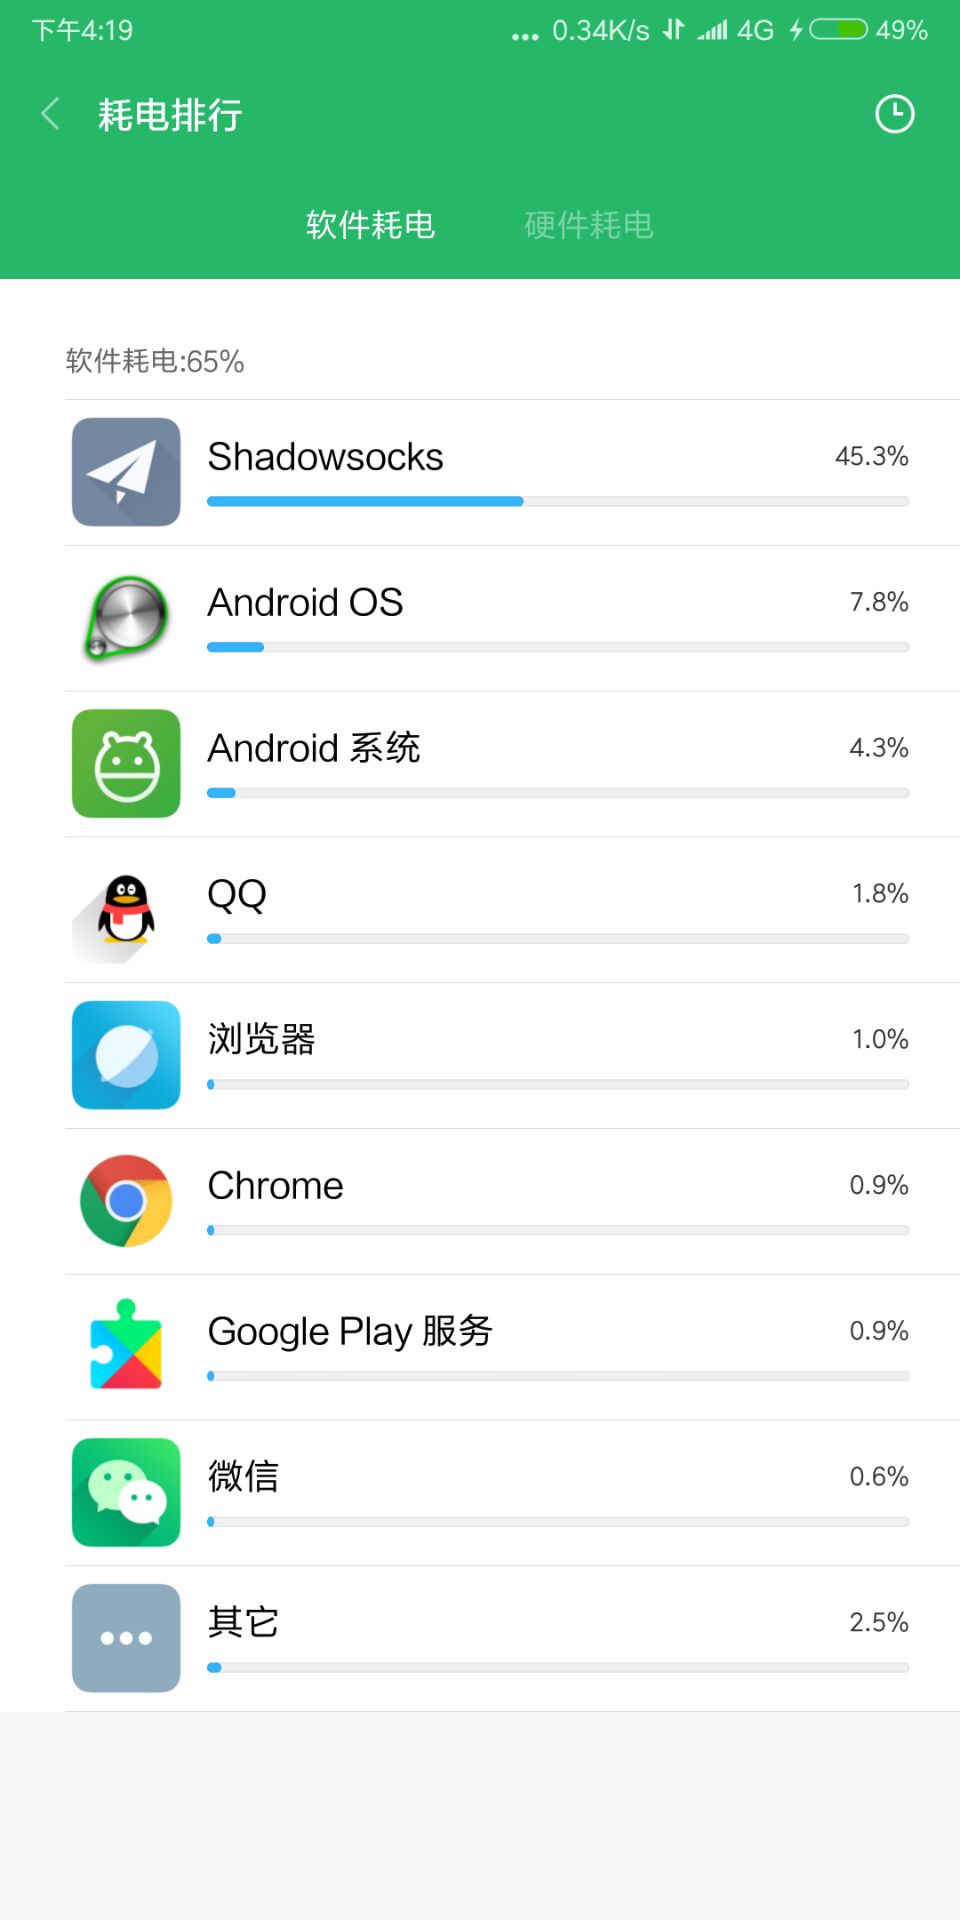 下午4:19 ... 0.34K/s 4G 49%
耗电排行
软件耗电 硬件耗电
软件耗电:65%
Shadowsocks 45.3%
Android OS 7.8%
Android 系统 4.3%
QQ 1.8%
浏览器 1.0%
Chrome 0.9%
Google Play 服务 0.9%
微信 0.6%
其它 2.5%